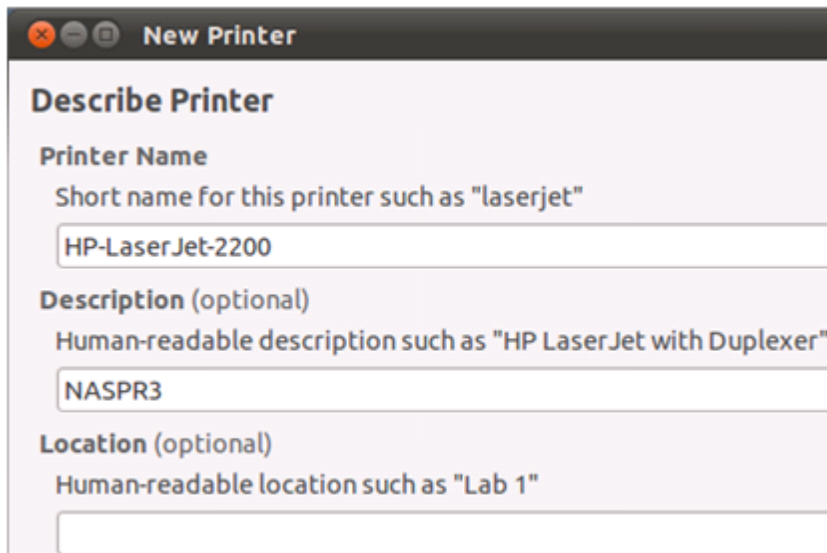 New Printer
Describe Printer
Printer Name
Short name for this printer such as "laserjet"
HP-LaserJet-2200
Description (optional)
Human-readable description such as "HP LaserJet with Duplexer"
NASPR3
Location (optional)
Human-readable location such as "Lab 1"